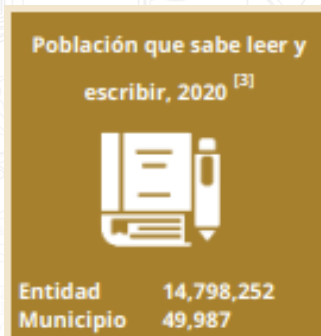 Población que sabe leer y
escribir, 2020 [3]
Entidad 14,798,252
Municipio 49,987